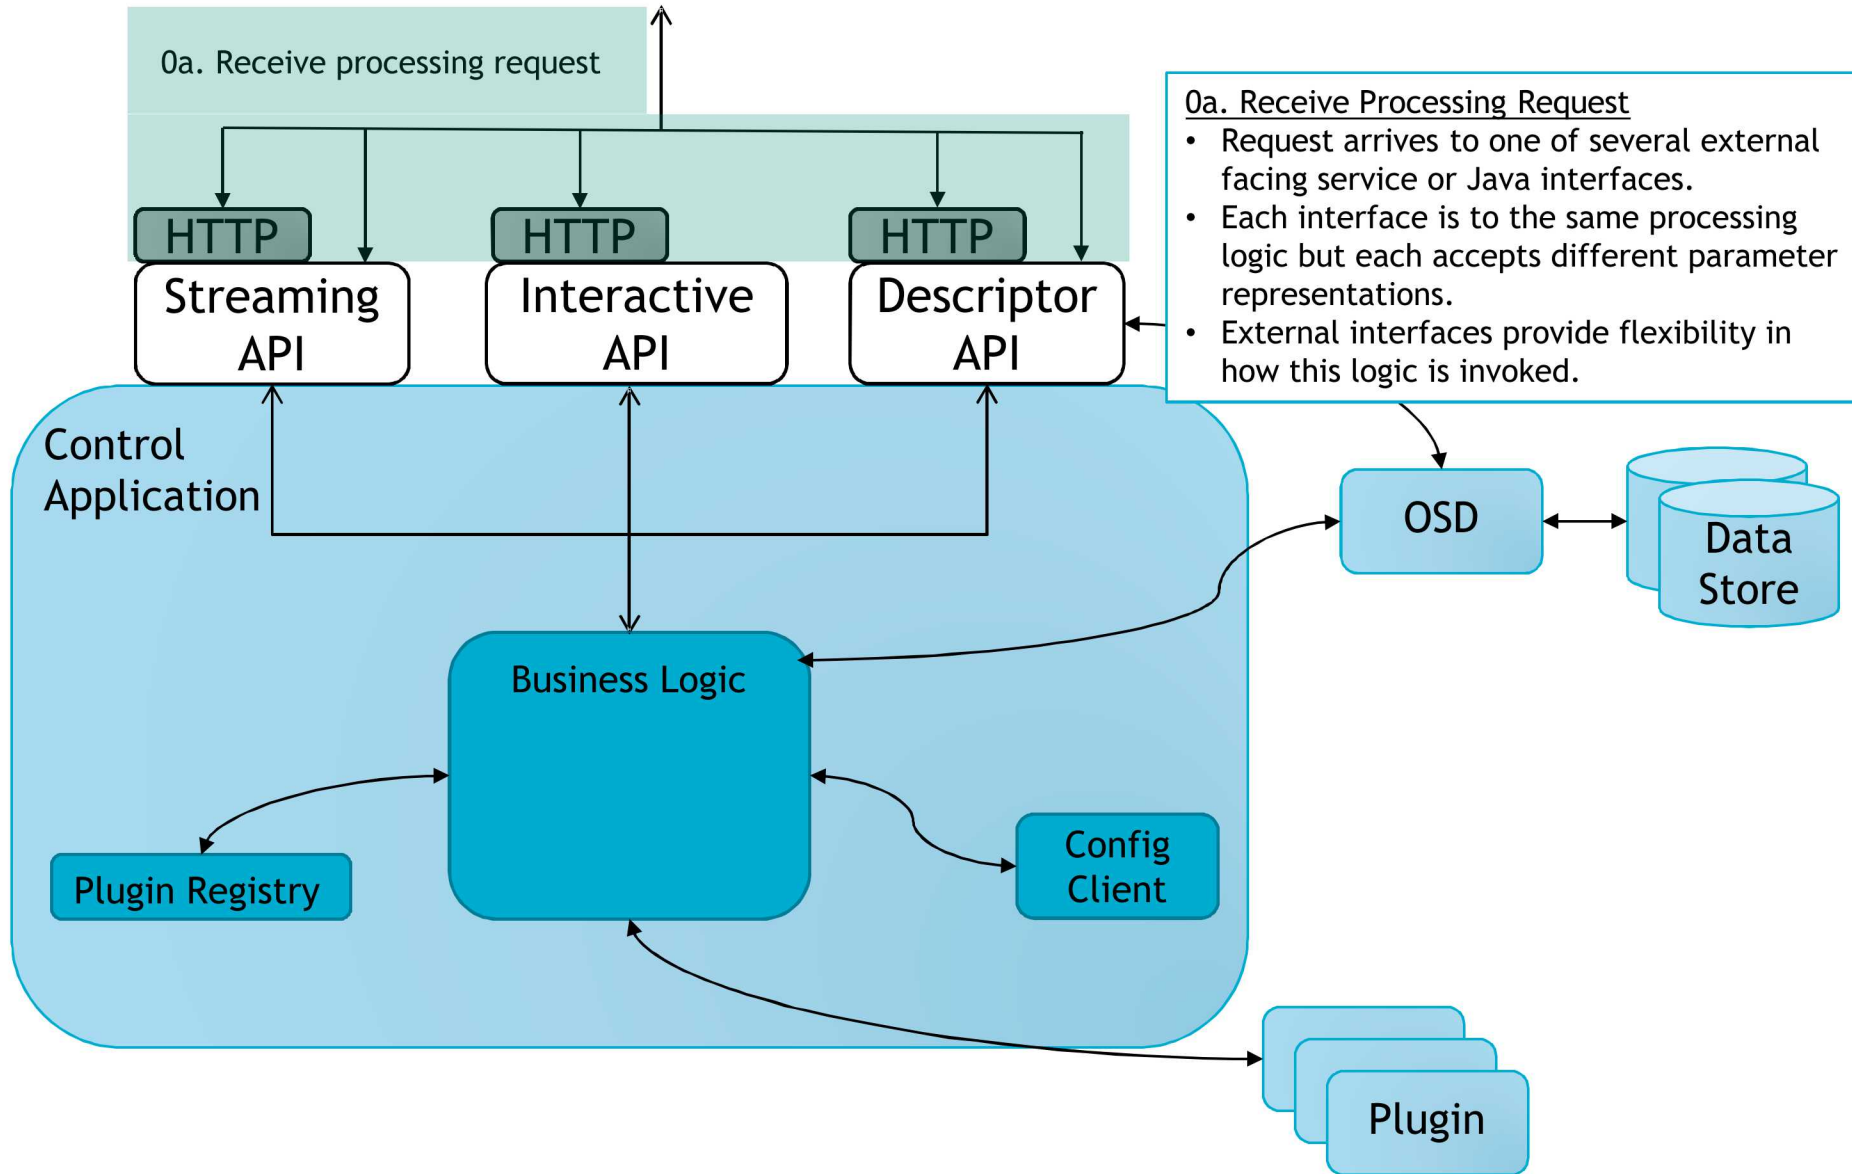 0a. Receive processing request
0a. Receive Processing Request
• Request arrives to one of several external
facing service or Java interfaces.
• Each interface is to the same processing
logic but each accepts different parameter
representations.
• External interfaces provide flexibility in
how this logic is invoked.
HTTP
HTTP
HTTP
Streaming
API
Interactive
API
Descriptor
API
Control
Application
OSD
Data
Store
Business Logic
Plugin Registry
Config
Client
Plugin